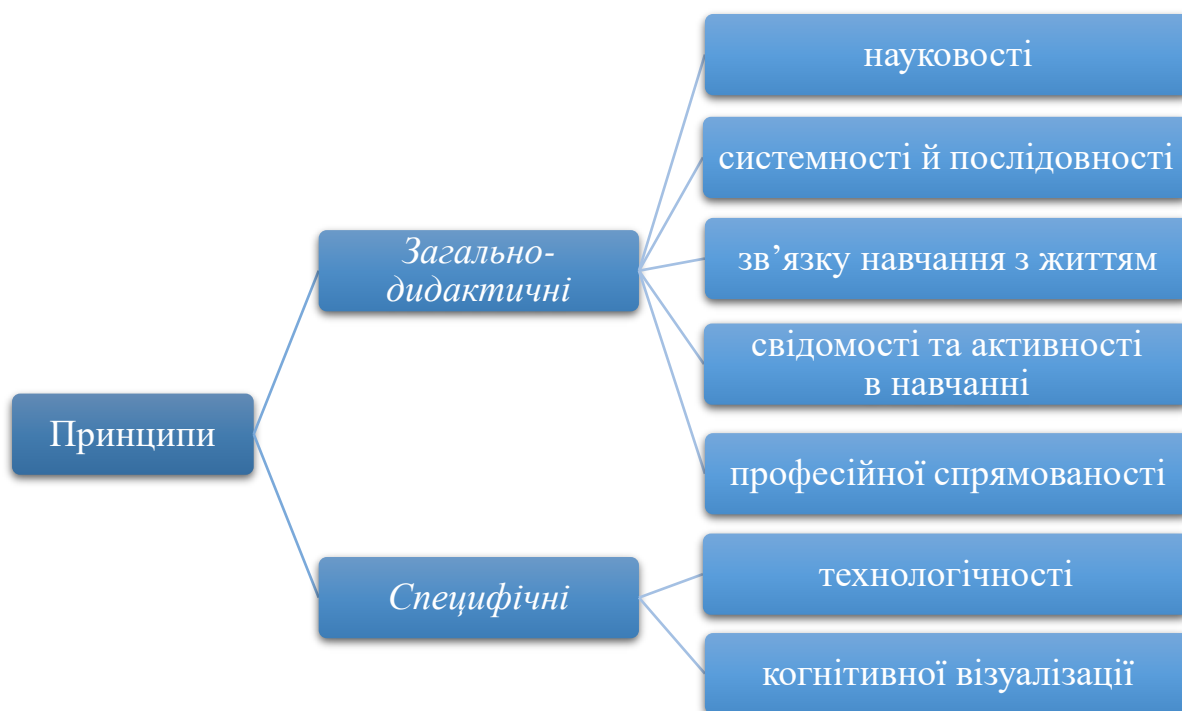 Принципи
Загально-
дидактичні
науковості
системності й послідовності
зв’язку навчання з життям
свідомості та активності
в навчанні
професійної спрямованості
Специфічні
технологічності
когнітивної візуалізації